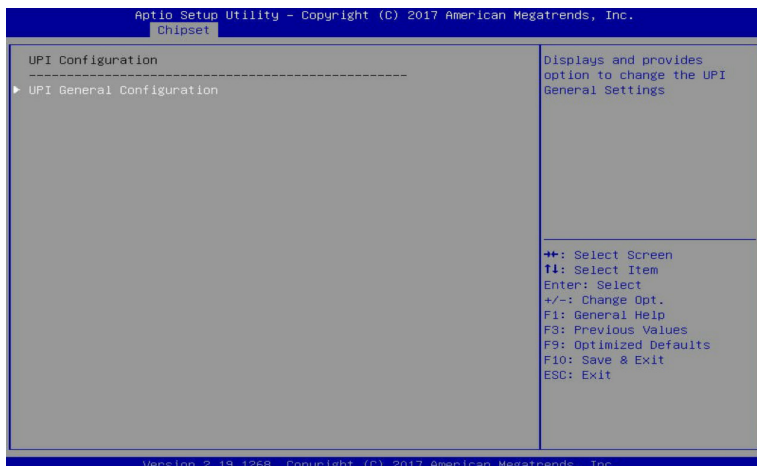 Aptio Setup Utility – Copyright (C) 2017 American Megatrends, Inc.
Chipset
UPI Configuration
--------------------------------------------------
UPI General Configuration
Displays and provides
option to change the UPI
General Settings
→←: Select Screen
↑↓: Select Item
Enter: Select
+/-: Change Opt.
F1: General Help
F3: Previous Values
F9: Optimized Defaults
F10: Save & Exit
ESC: Exit
Version 2.19.1268. Copyright (C) 2017 American Megatrends, Inc.